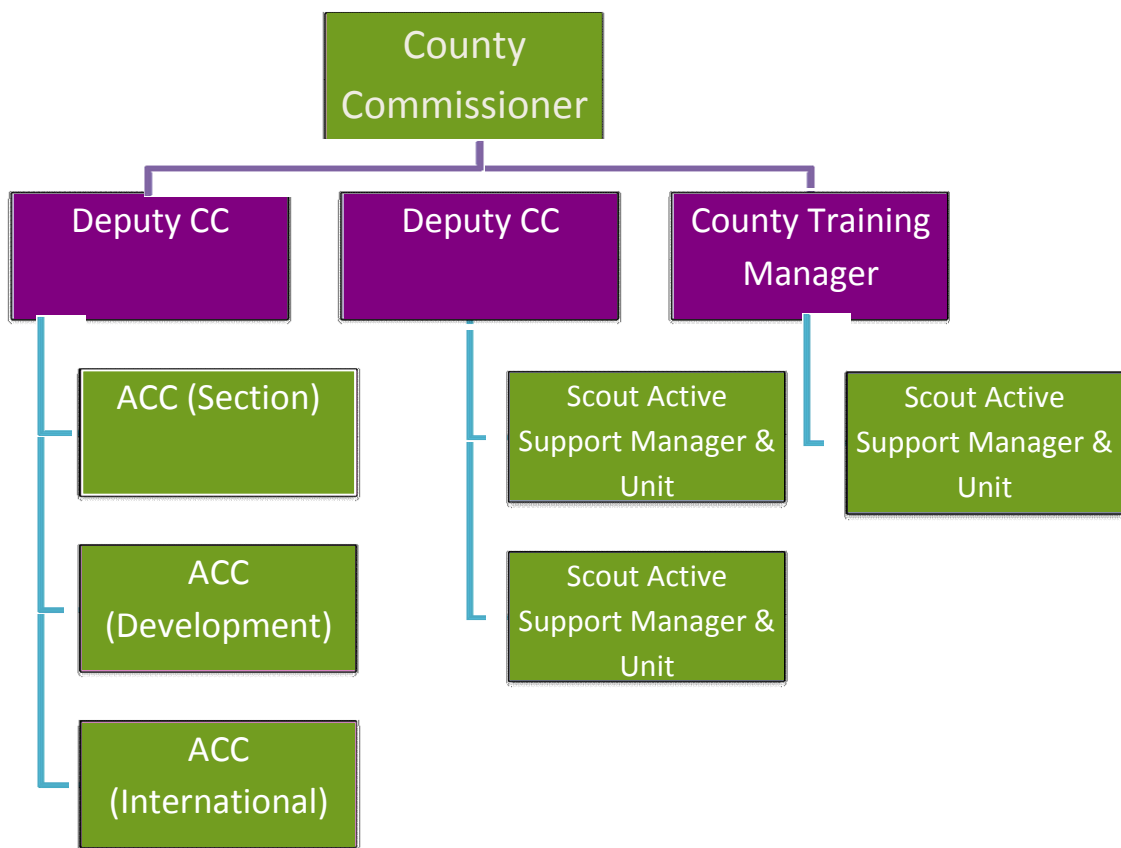 County
Commissioner
Deputy CC
Deputy CC
County Training
Manager
ACC (Section)
Scout Active
Support Manager &
Unit
Scout Active
Support Manager &
Unit
ACC
(Development)
Scout Active
Support Manager &
Unit
ACC
(International)